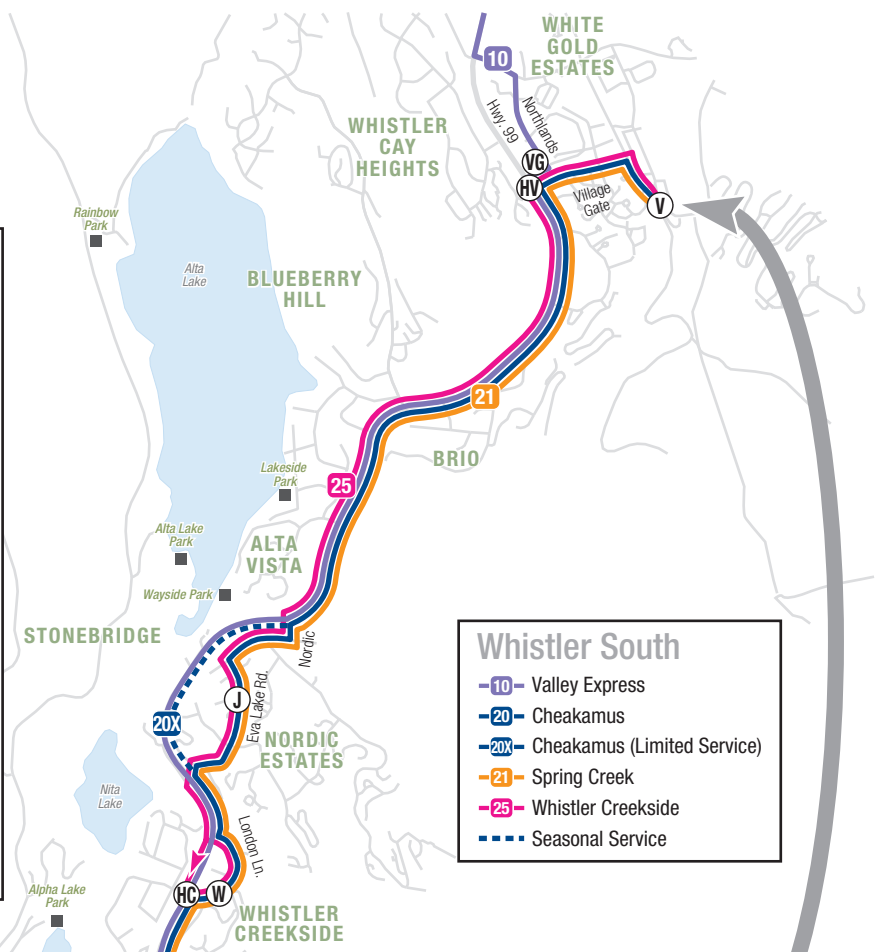 WHITE
GOLD
ESTATES
10
Northlands
Hwy. 99
WHISTLER
CAY
HEIGHTS
VG
HV
Village
Gate
V
Rainbow
Park
Alta
Lake
BLUEBERRY
HILL
21
BRIO
25
Lakeside
Park
Alta Lake
Park
ALTA
VISTA
Wayside Park
STONEBRIDGE
Nordic
J
Eva Lake Rd.
20X
NORDIC
ESTATES
Nita
Lake
London Ln.
HC
W
Alpha Lake
Park
WHISTLER
CREEKSIDE
Whistler South
10 Valley Express
20 Cheakamus
20X Cheakamus (Limited Service)
21 Spring Creek
25 Whistler Creekside
Seasonal Service